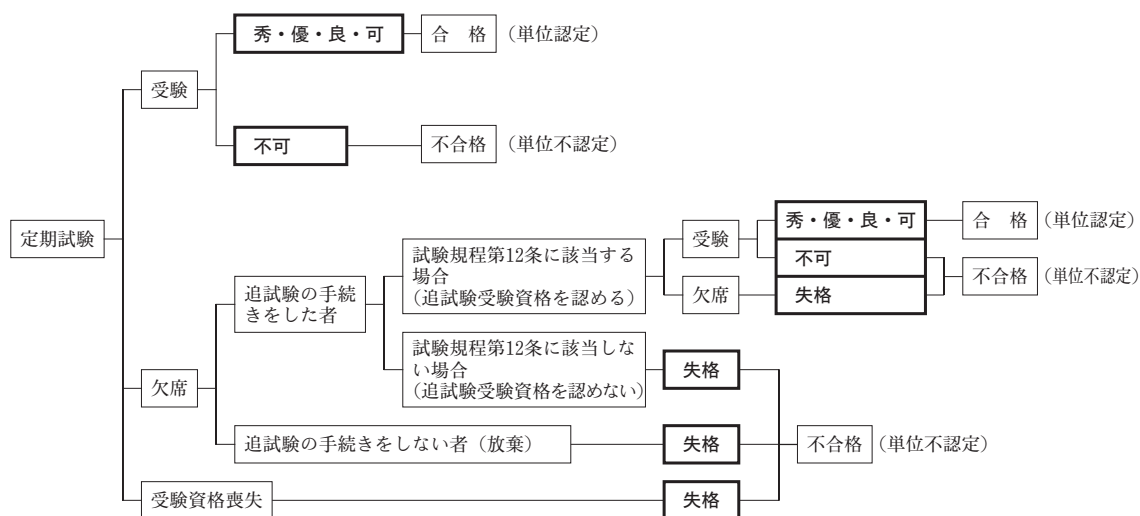 秀・優・良・可
合　格
（単位認定）
受験
不可
不合格
（単位不認定）
定期試験
秀・優・良・可
合　格
（単位認定）
受験
不可
不合格
（単位不認定）
欠席
失格
試験規程第12条に該当する
場合
（追試験受験資格を認める）
追試験の手続
きをした者
試験規程第12条に該当しな
い場合
（追試験受験資格を認めない）
失格
欠席
追試験の手続きをしない者（放棄）
失格
不合格
（単位不認定）
受験資格喪失
失格